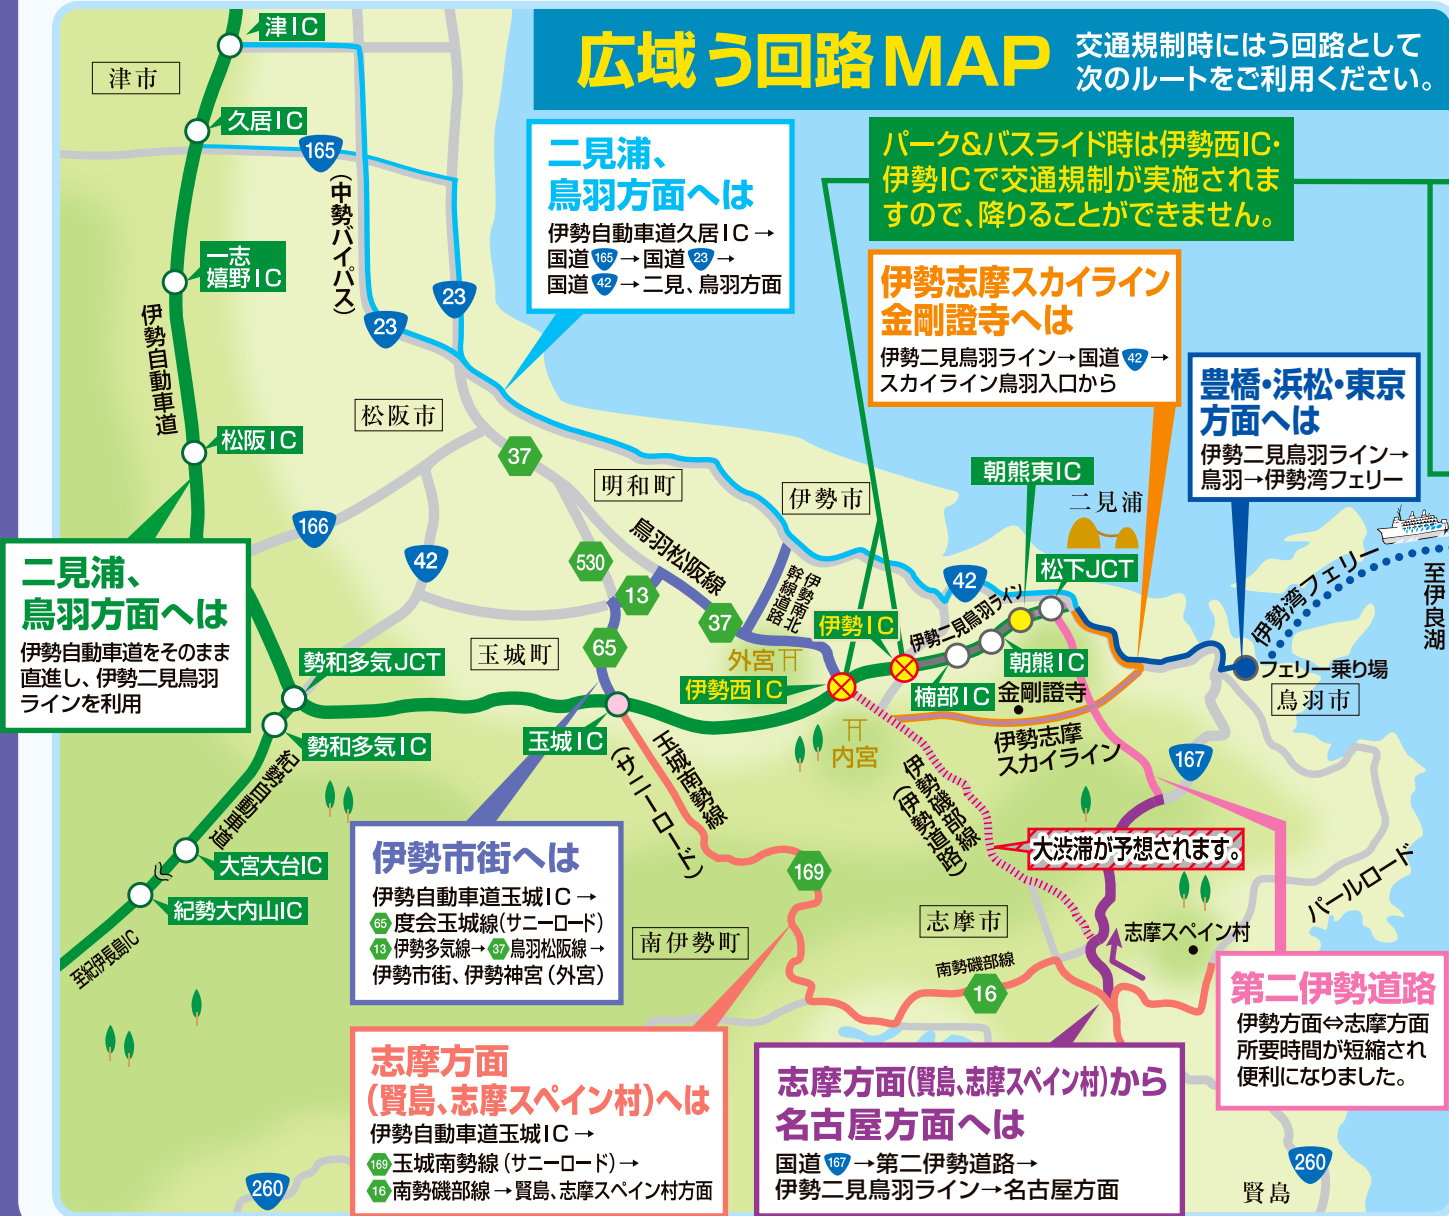 広域う回路MAP
交通規制時にはう回路として
次のルートをご利用ください。
津IC
津市
久居IC
165
(中勢バイパス)
一志
嬉野IC
伊勢自動車道
23
23
松阪市
松阪IC
二見浦、
鳥羽方面へは
伊勢自動車道久居IC→
国道165→国道23→
国道42→二見、鳥羽方面
パーク&バスライド時は伊勢西IC・
伊勢ICで交通規制が実施されま
すので、降りることができません。
伊勢志摩スカイライン
金剛證寺へは
伊勢二見鳥羽ライン→国道42→
スカイライン鳥羽入口から
豊橋・浜松・東京
方面へは
伊勢二見鳥羽ライン→
鳥羽→伊勢湾フェリー
37
明和町
伊勢市
朝熊東IC
二見浦
166
42
530
鳥羽松阪線
13
37
65
伊勢南北
幹線道路
42
松下JCT
伊勢二見鳥羽ライン
伊勢IC
朝熊IC
伊勢湾フェリー
至伊良湖
二見浦、
鳥羽方面へは
伊勢自動車道をそのまま
直進し、伊勢二見鳥羽
ラインを利用
勢和多気JCT
玉城町
外宮
伊勢西IC
楠部IC
金剛證寺
フェリー乗り場
鳥羽市
勢和多気IC
玉城IC
内宮
伊勢志摩
スカイライン
167
紀勢自動車道
玉城南勢線
(サニーロード)
伊勢磯部線
(伊勢道路)
大渋滞が予想されます。
大宮大台IC
紀勢大内山IC
至紀伊長島IC
169
パールロード
伊勢市街へは
伊勢自動車道玉城IC→
65度会玉城線(サニーロード)
13伊勢多気線→37鳥羽松阪線→
伊勢市街、伊勢神宮(外宮)
南伊勢町
志摩市
志摩スペイン村
南勢磯部線
16
第二伊勢道路
伊勢方面⇔志摩方面
所要時間が短縮され
便利になりました。
志摩方面
(賢島、志摩スペイン村)へは
伊勢自動車道玉城IC→
169玉城南勢線(サニーロード)→
16南勢磯部線→賢島、志摩スペイン村方面
志摩方面(賢島、志摩スペイン村)から
名古屋方面へは
国道167→第二伊勢道路→
伊勢二見鳥羽ライン→名古屋方面
260
260
賢島